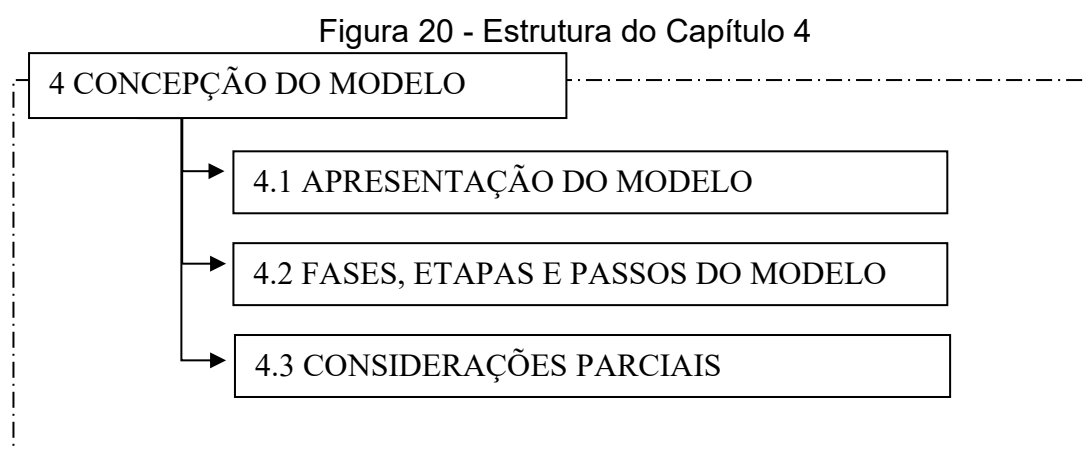 Figura 20 - Estrutura do Capítulo 4
4 CONCEPÇÃO DO MODELO
4.1 APRESENTAÇÃO DO MODELO
4.2 FASES, ETAPAS E PASSOS DO MODELO
4.3 CONSIDERAÇÕES PARCIAIS